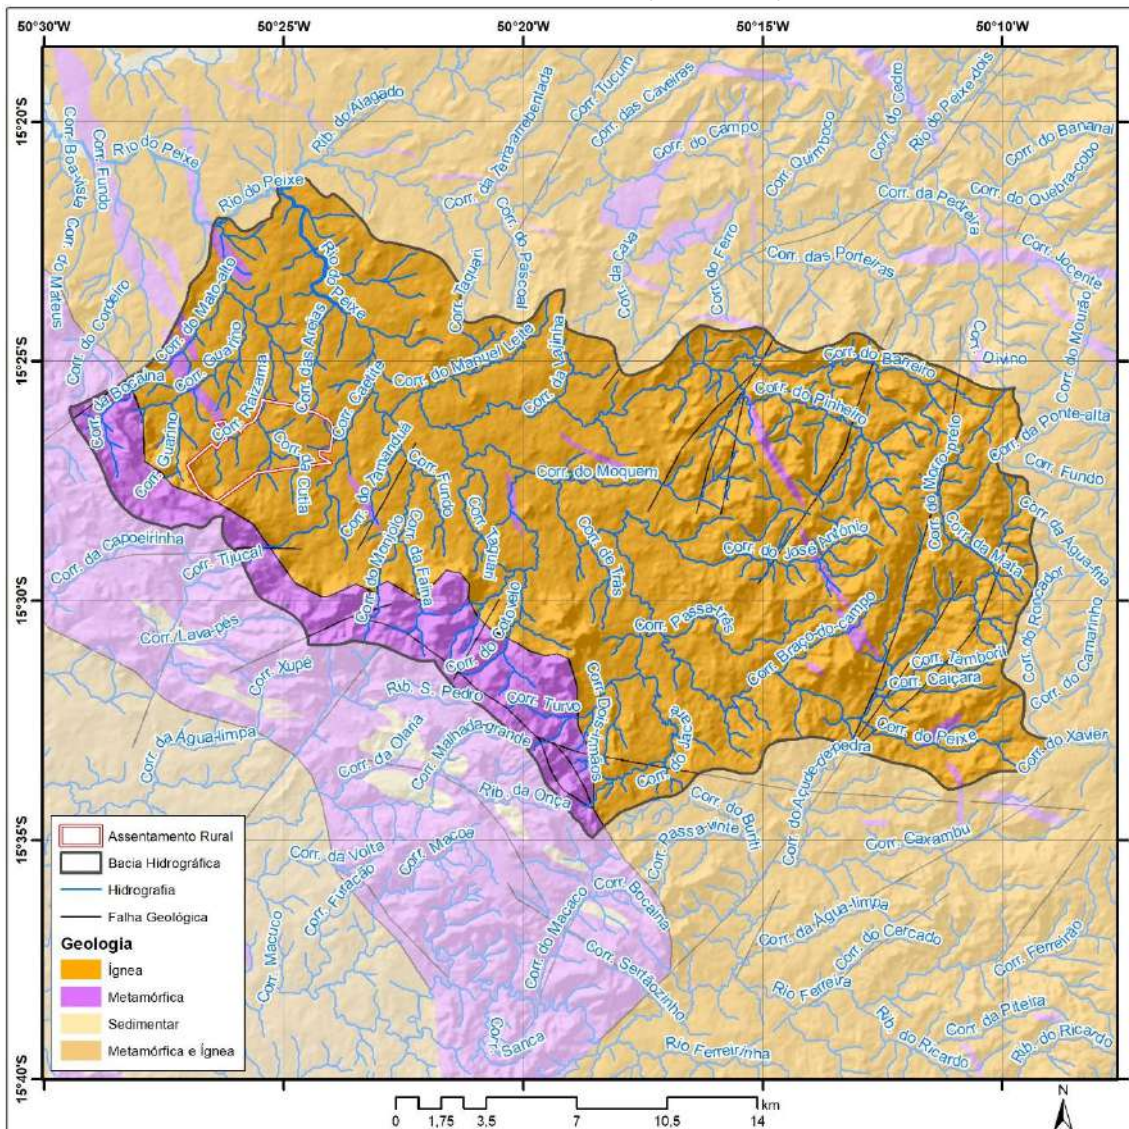 50°30'W
50°25'W
50°20'W
50°15'W
50°10'W
15°20'S
15°25'S
15°30'S
15°35'S
15°40'S
Corr. Boa-vista
Corr. Fundo
Rio do Peixe
Rib. do Alagado
Corr. da Terra-arrebentada
Corr. Tucum
Corr. das Caveiras
Corr. do Campo
Corr. Quimboco
Corr. do Cedro
Rio do Peixe-dois
Corr. do Bananal
Corr. do Quebra-cobo
Corr. da Pedreira
Rio do Peixe
Corr. do Mateus
Corr. do Cordeiro
Corr. do Mato-alto
Rio do Peixe
Corr. Taquari
Corr. do Pascoal
Corr. da Cava
Corr. do Ferro
Corr. das Porteiras
Corr. Jocente
Corr. do Mourão
Corr. Divino
Corr. da Bocaina
Corr. Guarino
Corr. das Areias
Corr. Raizama
Corr. Caetité
Corr. do Manuel Leite
Corr. da Lajinha
Corr. do Barreiro
Corr. do Pinheiro
Corr. da Ponte-alta
Corr. Guarino
Corr. da Cutia
Corr. do Tamanduá
Corr. Fundo
Corr. Xaquan
Corr. do Moquem
Corr. do Morro-preto
Corr. Fundo
Corr. da Água-fria
Corr. da Capoeirinha
Corr. Tijucal
Corr. do Monjolo
Corr. da Faina
Corr. de Trás
Corr. do José Antônio
Corr. da Mata
Corr. do Roncador
Corr. do Camarinho
Corr. Lava-pés
Corr. Xupé
Corr. do Cotovelo
Corr. Passa-três
Corr. Braço-do-campo
Corr. Tamboril
Corr. Caiçara
Rib. S. Pedro
Corr. Turvo
Corr. Dois-irmãos
Corr. do Jacaré
Corr. do Peixe
Corr. do Xavier
Corr. da Água-limpa
Corr. da Olaria
Corr. Malhada-grande
Rib. da Onça
Corr. do Açude-de-pedra
Corr. do Buriti
Corr. Passa-vinte
Corr. Caxambu
Corr. da Volta
Corr. Macoa
Corr. Furacão
Corr. Macuco
Corr. do Macaco
Corr. Bocaina
Corr. Sertãozinho
Corr. Sarica
Corr. da Água-limpa
Corr. do Cercado
Corr. Ferreirão
Rio Ferreira
Rio Ferreirinha
Rib. do Ricardo
Corr. da Piteira
Rib. do Ricardo
Assentamento Rural
Bacia Hidrográfica
Hidrografia
Falha Geológica
Geologia
Ígnea
Metamórfica
Sedimentar
Metamórfica e Ígnea
km
0 1,75 3,5 7 10,5 14
N